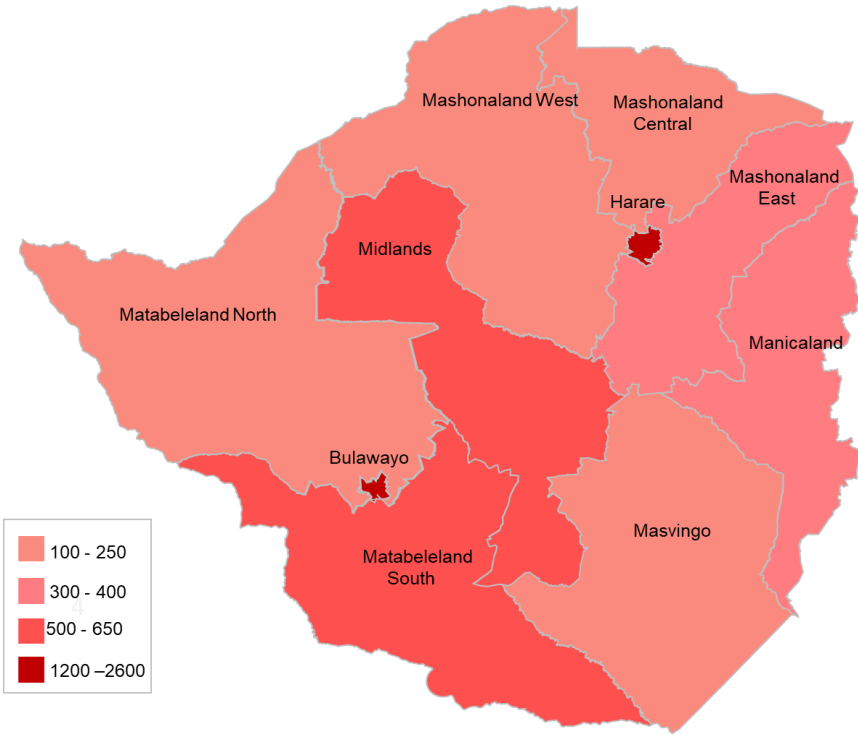 Mashonaland West
Mashonaland
Central
Mashonaland
East
Harare
Midlands
Matabeleland North
Manicaland
Bulawayo
Masvingo
Matabeleland
South
100 - 250
300 - 400
4
500 - 650
1200 –2600